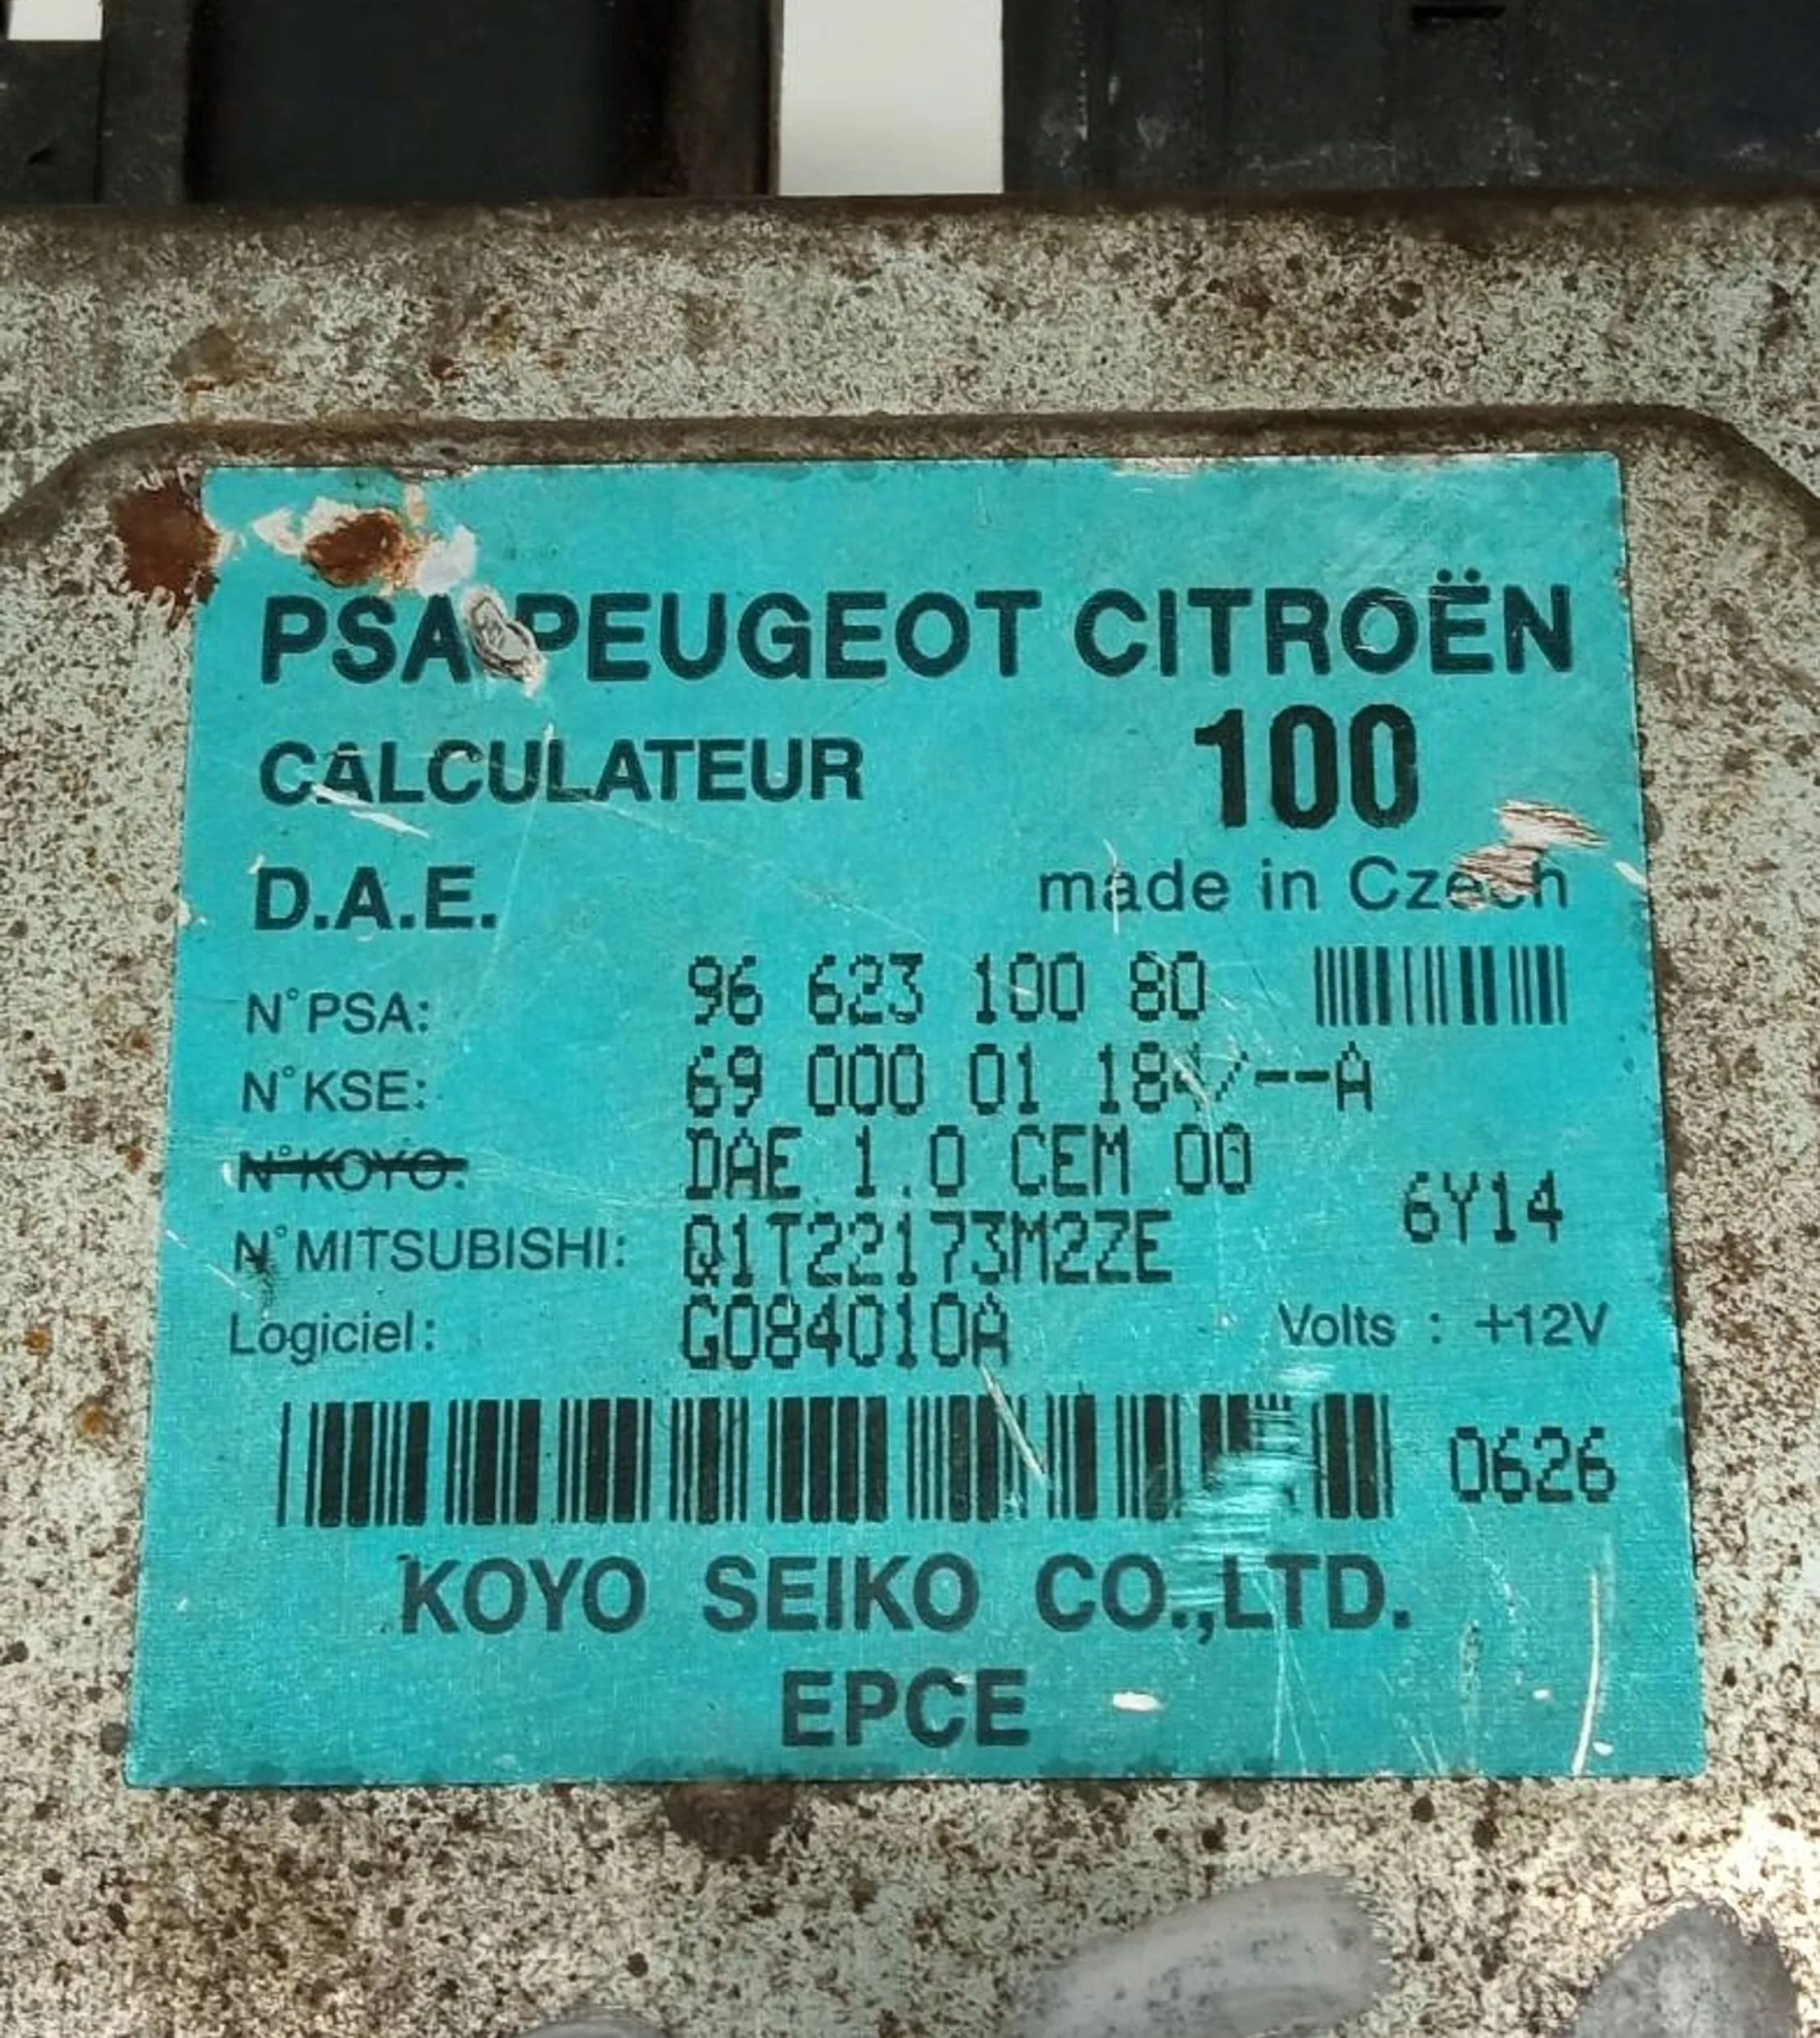 PSA PEUGEOT CITROËN
CALCULATEUR 100
D.A.E. made in Czech
N°PSA: 96 623 100 80
N°KSE: 69 000 01 184/--A
N°KOYO: DAE 1.0 CEM 00
6Y14
N°MITSUBISHI: Q1T22173M2ZE
Logiciel: G084010A Volts : +12V
0626
KOYO SEIKO CO.,LTD.
EPCE